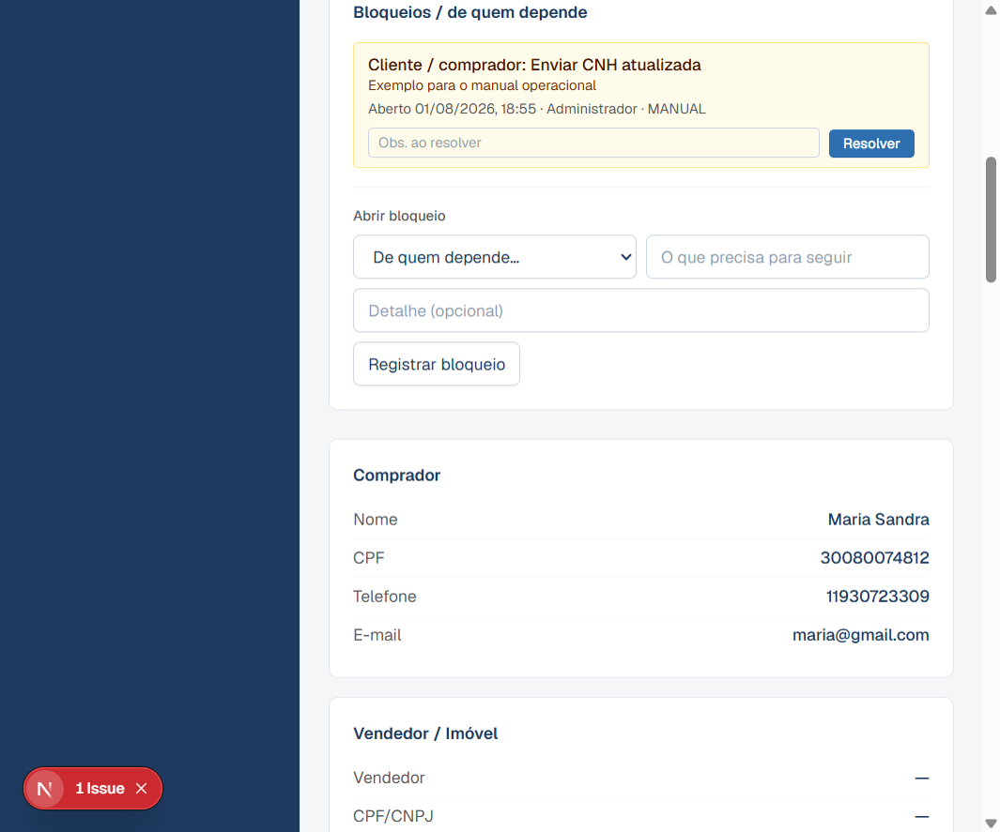 Bloqueios / de quem depende
Cliente / comprador: Enviar CNH atualizada
Exemplo para o manual operacional
Aberto 01/08/2026, 18:55 · Administrador · MANUAL
Obs. ao resolver
Resolver
Abrir bloqueio
De quem depende...
O que precisa para seguir
Detalhe (opcional)
Registrar bloqueio
Comprador
Nome
Maria Sandra
CPF
30080074812
Telefone
11930723309
E-mail
maria@gmail.com
Vendedor / Imóvel
Vendedor
—
CPF/CNPJ
—
N
1 Issue